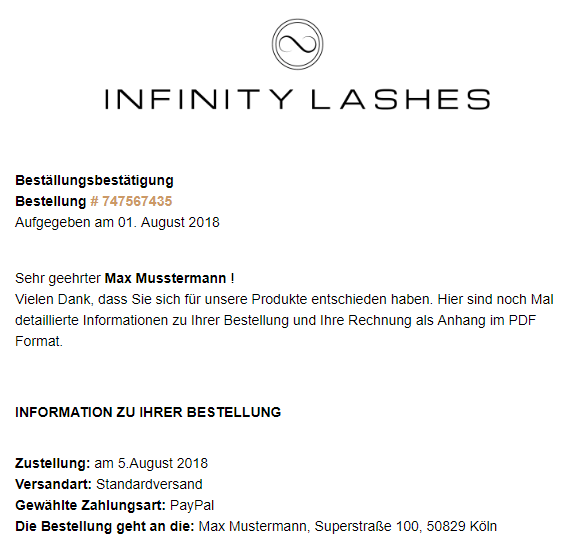 INFINITY LASHES
Beställungsbestätigung
Bestellung # 747567435
Aufgegeben am 01. August 2018
Sehr geehrter Max Musstermann !
Vielen Dank, dass Sie sich für unsere Produkte entschieden haben. Hier sind noch Mal
detaillierte Informationen zu Ihrer Bestellung und Ihre Rechnung als Anhang im PDF
Format.
INFORMATION ZU IHRER BESTELLUNG
Zustellung: am 5.August 2018
Versandart: Standardversand
Gewählte Zahlungsart: PayPal
Die Bestellung geht an die: Max Mustermann, Superstraße 100, 50829 Köln